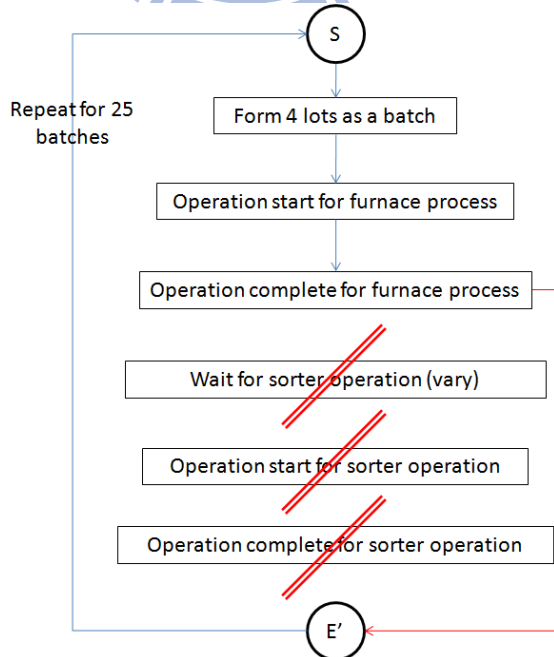 S
Repeat for 25
batches
Form 4 lots as a batch
Operation start for furnace process
Operation complete for furnace process
Wait for sorter operation (vary)
Operation start for sorter operation
Operation complete for sorter operation
E’